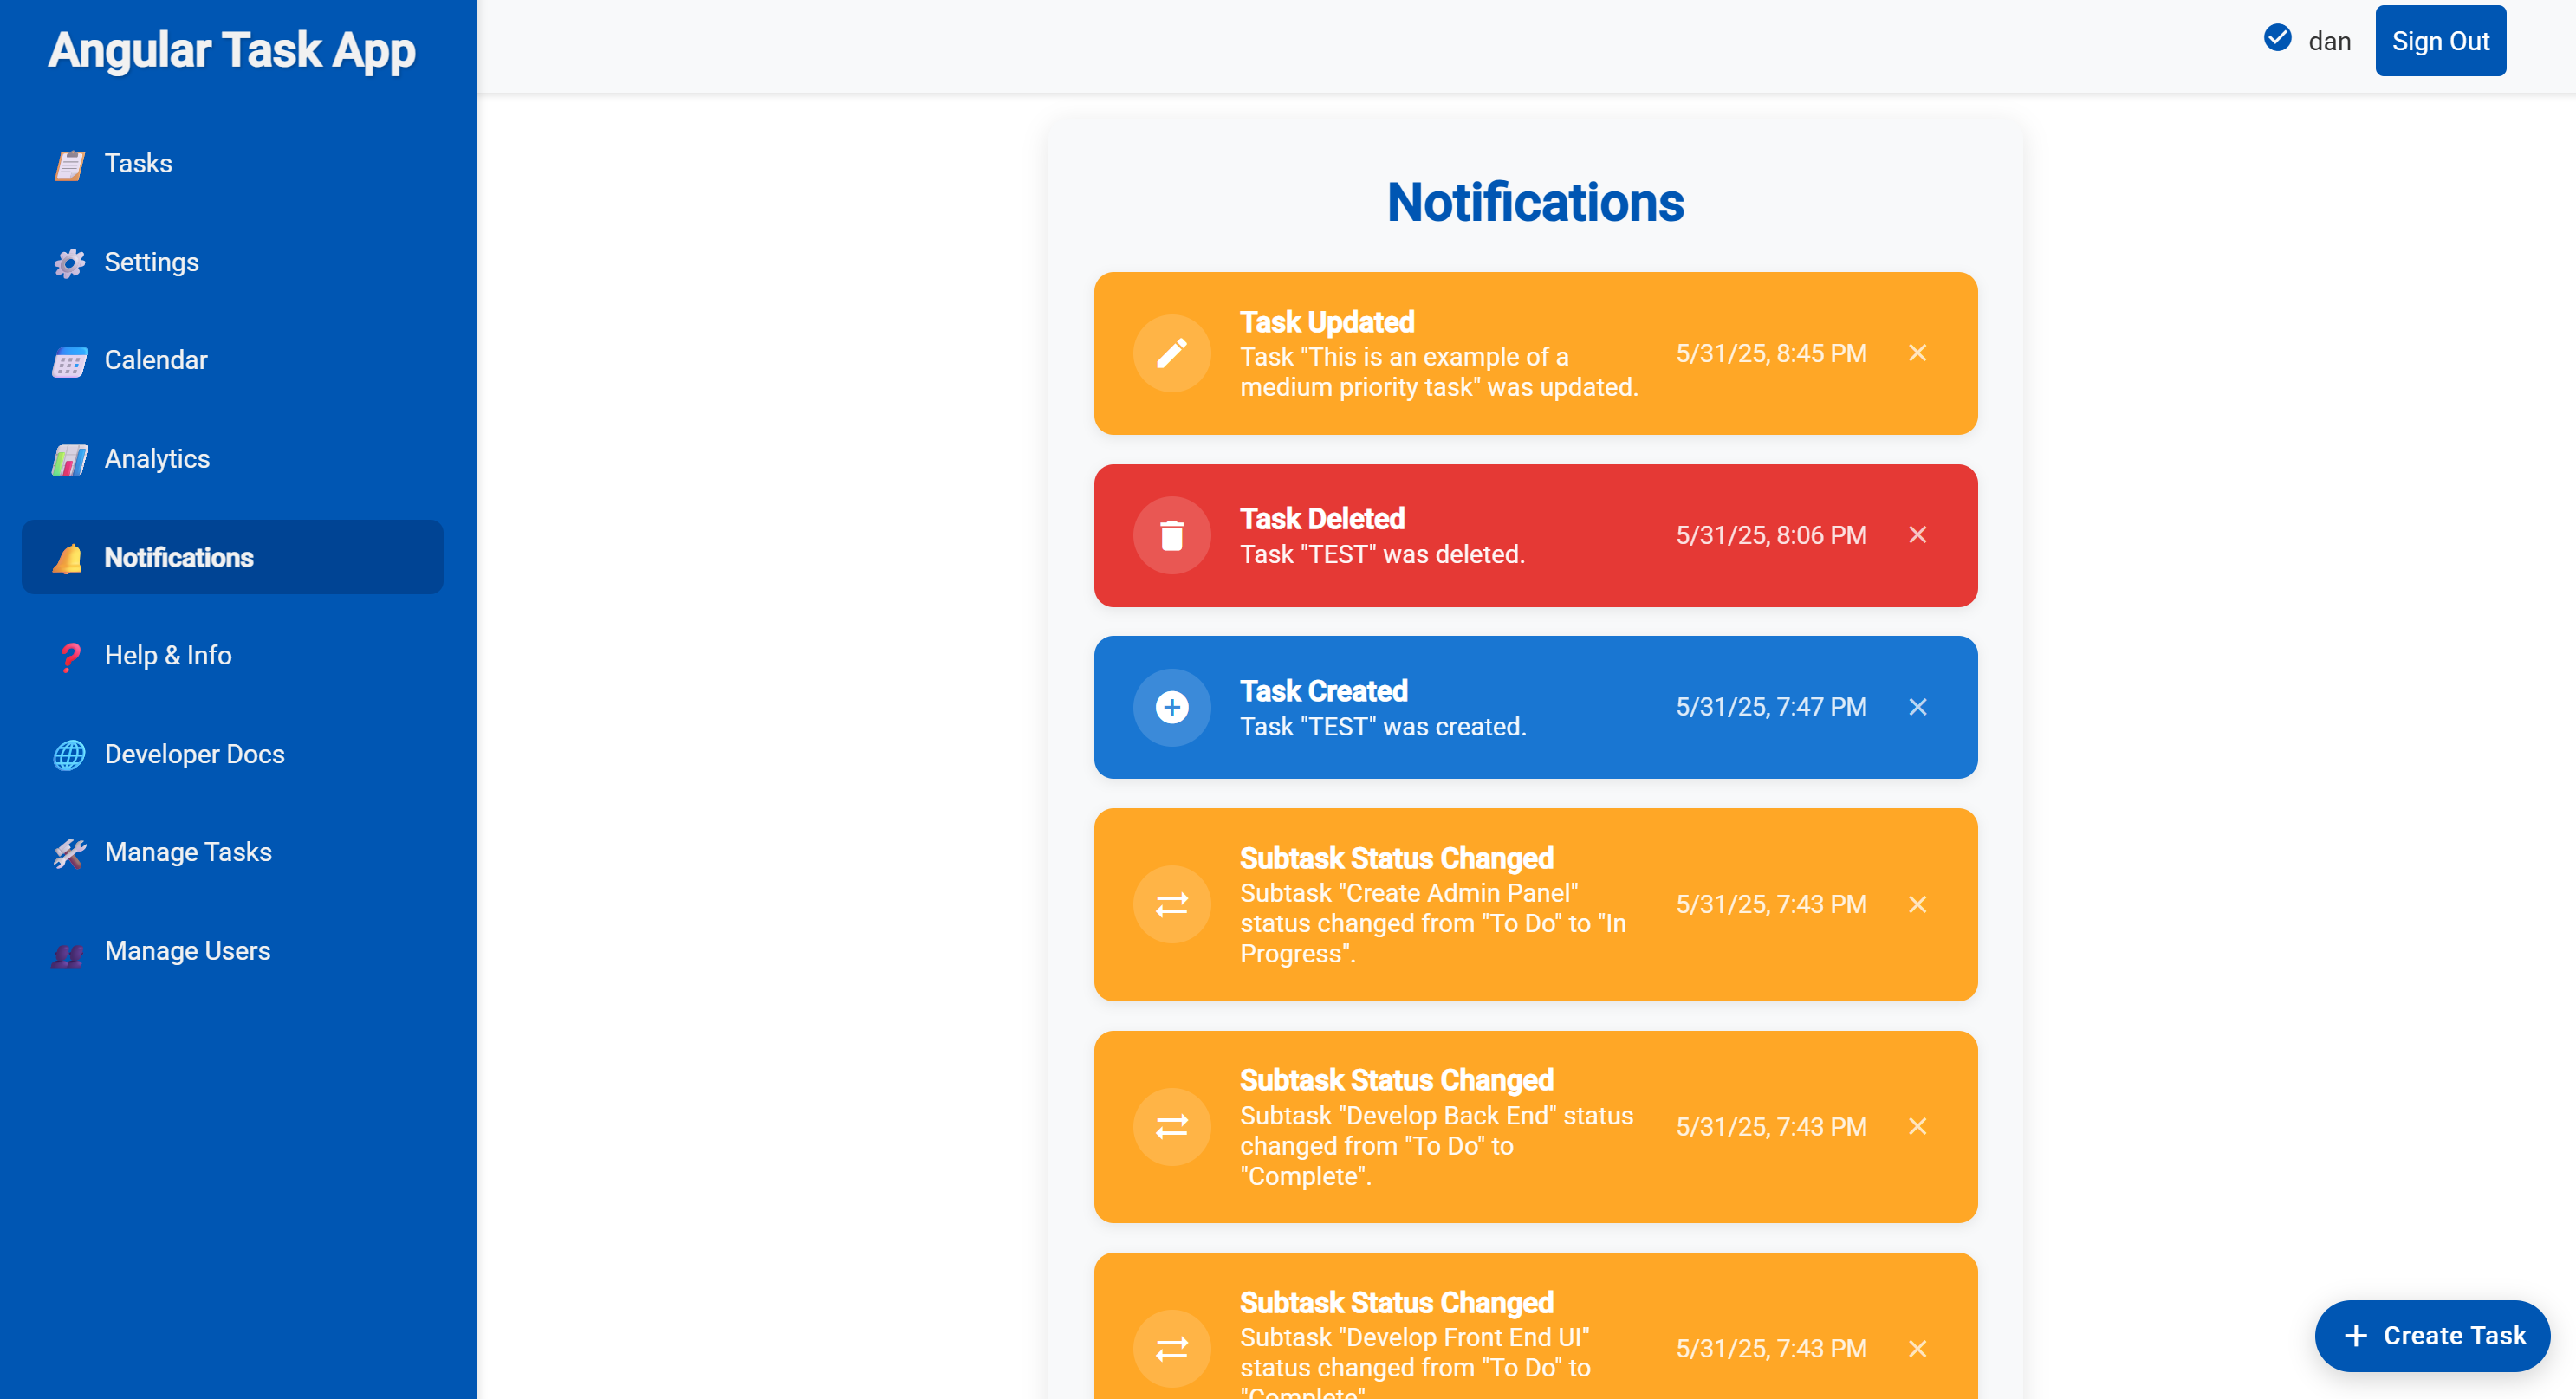 Angular Task App
dan
Sign Out
Tasks
Settings
Calendar
Analytics
Notifications
Help & Info
Developer Docs
Manage Tasks
Manage Users
Notifications
Task Updated
Task "This is an example of a
medium priority task" was updated.
5/31/25, 8:45 PM
Task Deleted
Task "TEST" was deleted.
5/31/25, 8:06 PM
Task Created
Task "TEST" was created.
5/31/25, 7:47 PM
Subtask Status Changed
Subtask "Create Admin Panel"
status changed from "To Do" to "In
Progress".
5/31/25, 7:43 PM
Subtask Status Changed
Subtask "Develop Back End" status
changed from "To Do" to
"Complete".
5/31/25, 7:43 PM
Subtask Status Changed
Subtask "Develop Front End UI"
status changed from "To Do" to
"Complete"
5/31/25, 7:43 PM
Create Task